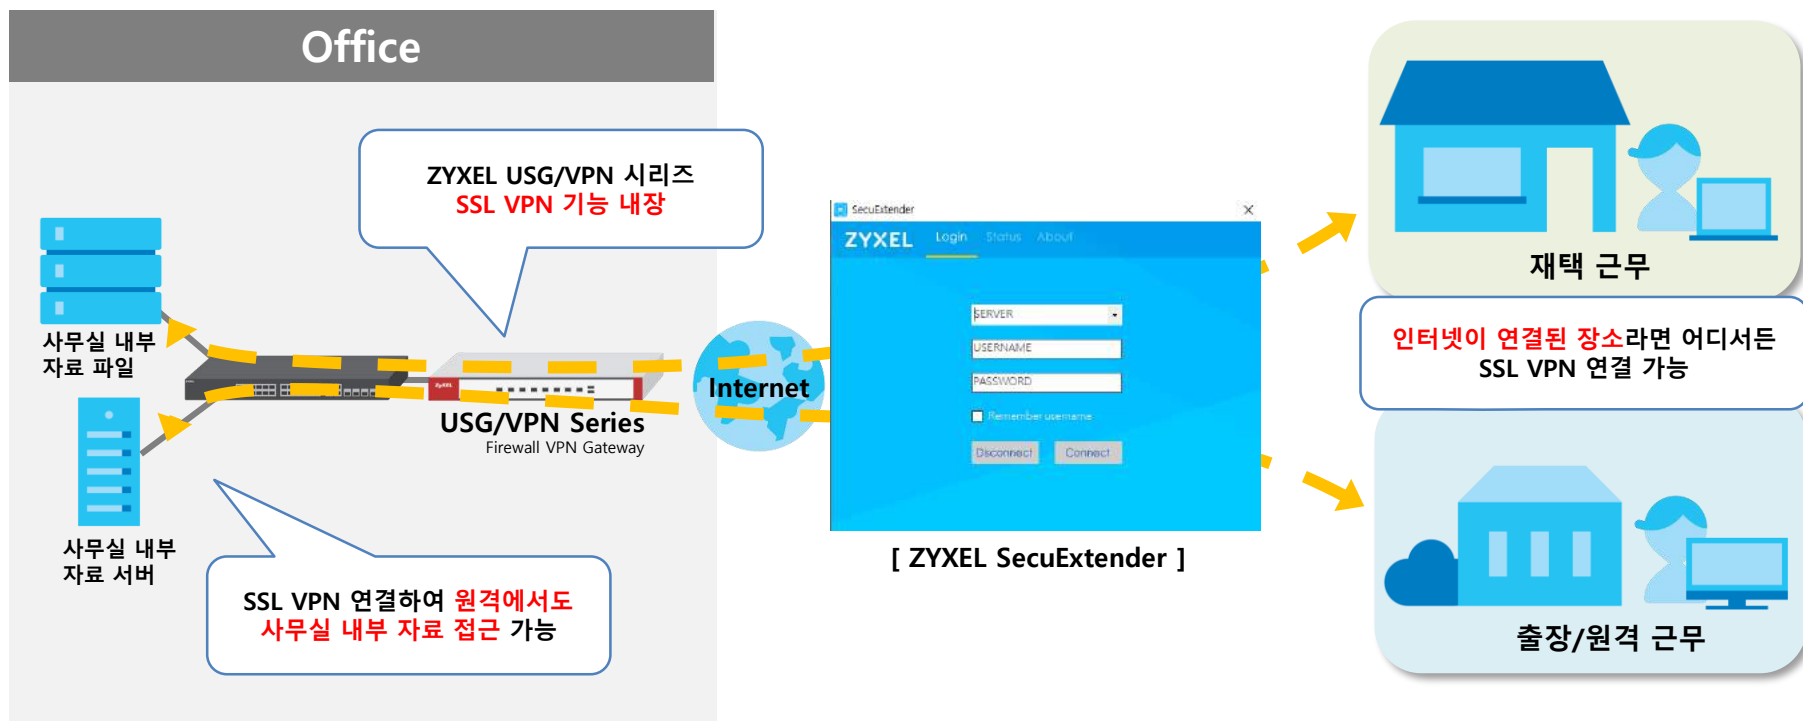 Office
ZYXEL USG/VPN 시리즈
SSL VPN 기능 내장
사무실 내부
자료 파일
ZyXEL
USG/VPN Series
Firewall VPN Gateway
사무실 내부
자료 서버
SSL VPN 연결하여 원격에서도
사무실 내부 자료 접근 가능
Internet
SecuExtender
ZYXEL Login Status About
SERVER
USERNAME
PASSWORD
Remember username
Disconnect Connect
[ ZYXEL SecuExtender ]
재택 근무
인터넷이 연결된 장소라면 어디서든
SSL VPN 연결 가능
출장/원격 근무